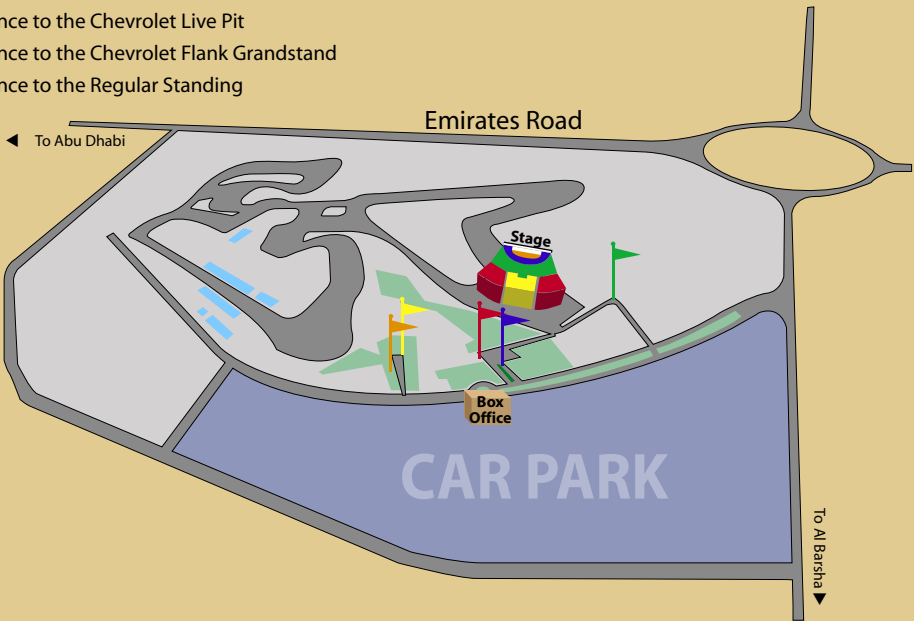 nce to the Chevrolet Live Pit
nce to the Chevrolet Flank Grandstand
nce to the Regular Standing
Emirates Road
◀ To Abu Dhabi
Stage
Box
Office
CAR PARK
To Al Barsha ▶